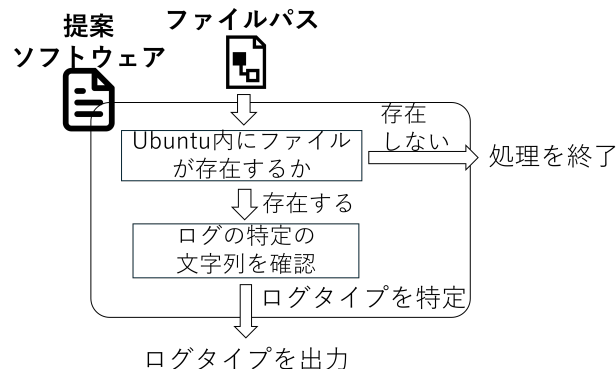 提案
ソフトウェア
ファイルパス
Ubuntu内にファイル
が存在するか
存在
しない
処理を終了
存在する
ログの特定の
文字列を確認
ログタイプを特定
ログタイプを出力